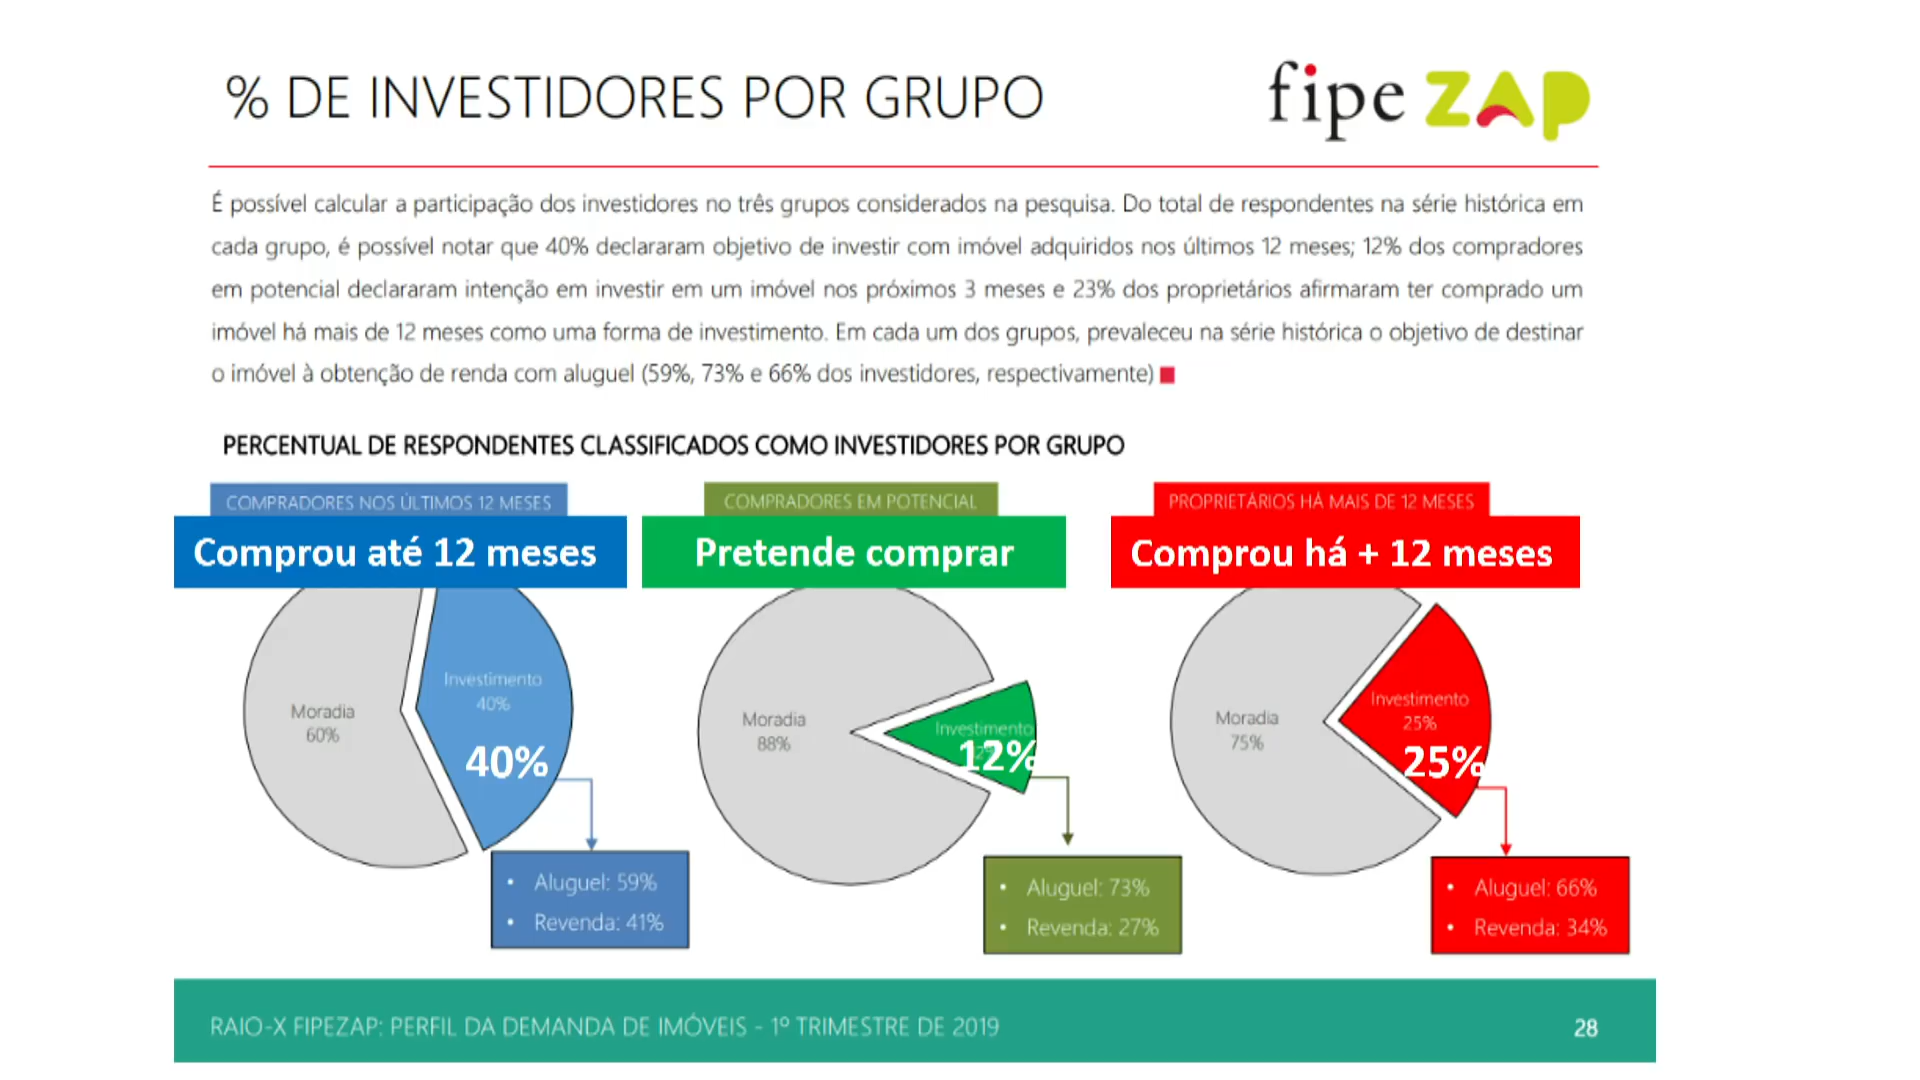 % DE INVESTIDORES POR GRUPO
fipe ZAP
É possível calcular a participação dos investidores no três grupos considerados na pesquisa. Do total de respondentes na série histórica em
cada grupo, é possível notar que 40% declararam objetivo de investir com imóvel adquiridos nos últimos 12 meses; 12% dos compradores
em potencial declararam intenção em investir em um imóvel nos próximos 3 meses e 23% dos proprietários afirmaram ter comprado um
imóvel há mais de 12 meses como uma forma de investimento. Em cada um dos grupos, prevaleceu na série histórica o objetivo de destinar
o imóvel à obtenção de renda com aluguel (59%, 73% e 66% dos investidores, respectivamente)
PERCENTUAL DE RESPONDENTES CLASSIFICADOS COMO INVESTIDORES POR GRUPO
COMPRADORES NOS ÚLTIMOS 12 MESES
Comprou até 12 meses
Moradia
60%
Investimento
40%
40%
• Aluguel: 59%
• Revenda: 41%
COMPRADORES EM POTENCIAL
Pretende comprar
Moradia
88%
Investimento
12%
• Aluguel: 73%
• Revenda: 27%
PROPRIETÁRIOS HÁ MAIS DE 12 MESES
Comprou há + 12 meses
Moradia
75%
Investimento
25%
25%
• Aluguel: 66%
• Revenda: 34%
RAIO-X FIPEZAP: PERFIL DA DEMANDA DE IMÓVEIS - 1º TRIMESTRE DE 2019
28